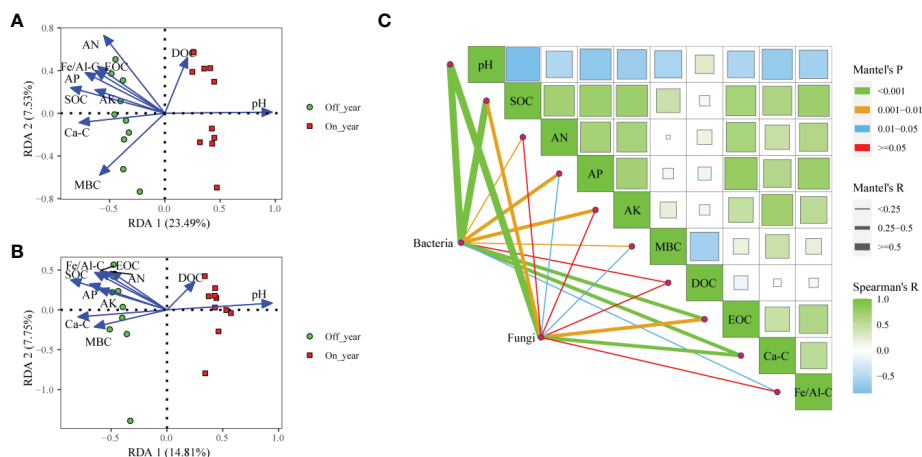 A
0.8
0.4
0.0
−0.4
−0.8
RDA 2 (7.53%)
AN
Fe/Al-C
EOC
AP
SOC
AK
Ca-C
MBC
DOC
pH
−0.5
0.0
0.5
1.0
RDA 1 (23.49%)
Off_year
On_year
B
0.5
0.0
−0.5
−1.0
RDA 2 (7.75%)
Fe/Al-C
EOC
SOC
AN
AP
AK
Ca-C
MBC
DOC
pH
−0.5
0.0
0.5
1.0
RDA 1 (14.81%)
Off_year
On_year
C
pH
SOC
AN
AP
AK
MBC
DOC
EOC
Ca-C
Fe/Al-C
Bacteria
Fungi
Mantel's P
<0.001
0.001−0.01
0.01−0.05
>=0.05
Mantel's R
<0.25
0.25−0.5
>=0.5
Spearman's R
1.0
0.5
0.0
−0.5